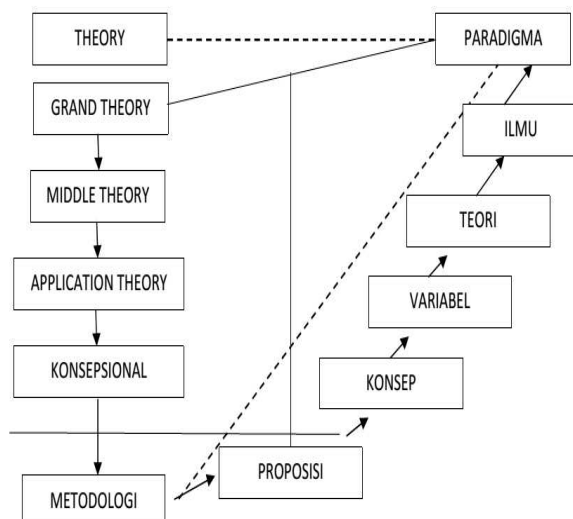 THEORY
PARADIGMA
GRAND THEORY
ILMU
MIDDLE THEORY
TEORI
APPLICATION THEORY
VARIABEL
KONSEPSIONAL
KONSEP
PROPOSISI
METODOLOGI